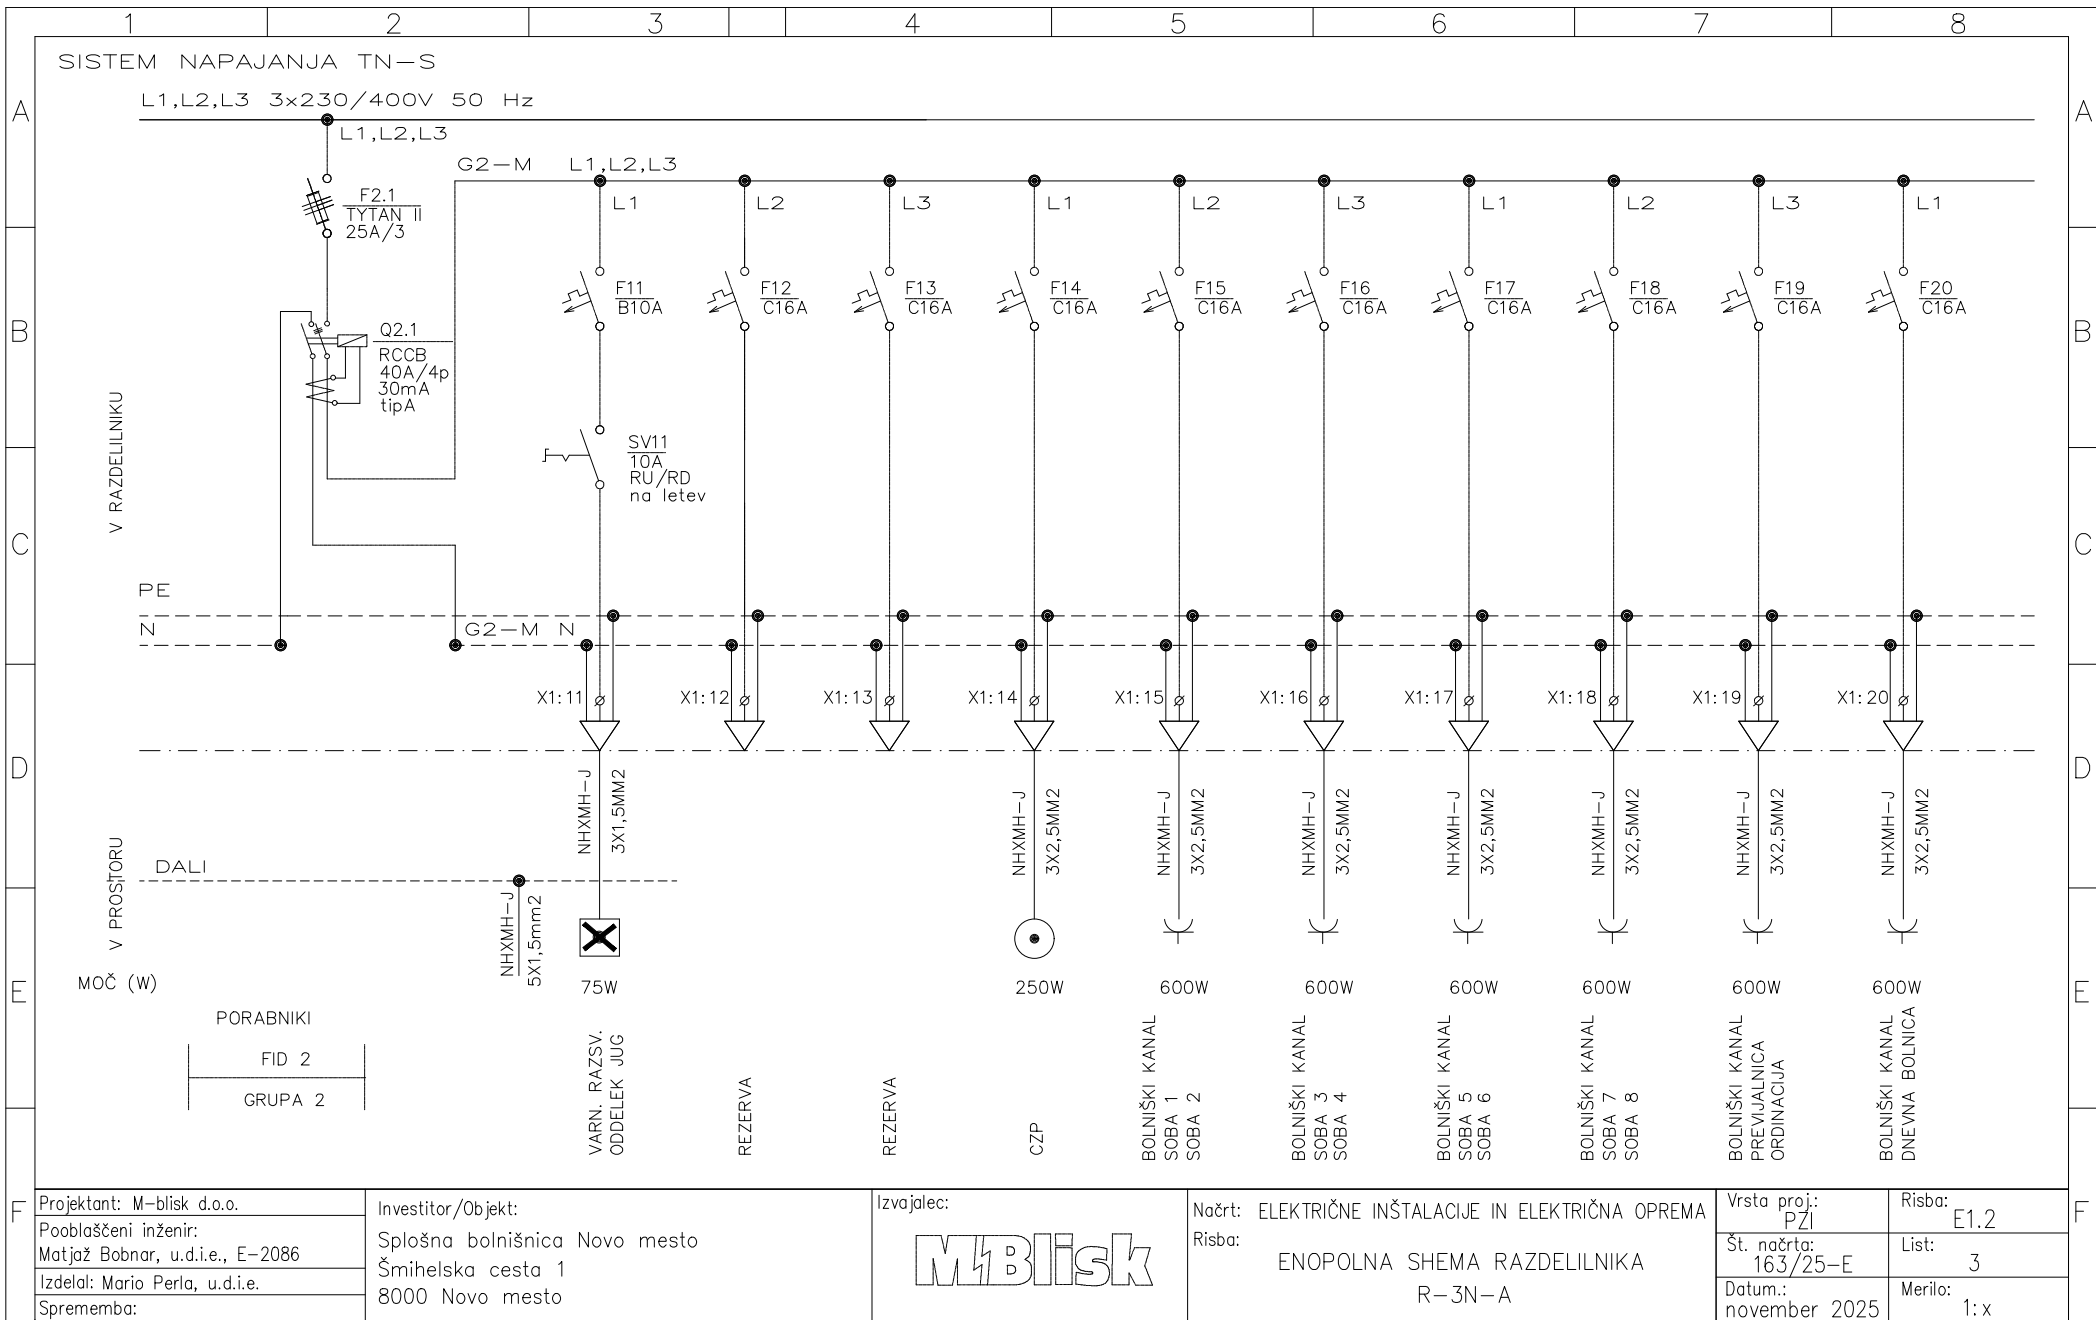 1 2 3 4 5 6 7 8
SISTEM NAPAJANJA TN-S
A A
L1,L2,L3 3x230/400V 50 Hz
L1,L2,L3
G2-M L1,L2,L3
F2.1
TYTAN II
25A/3
L1 L2 L3 L1 L2 L3 L1 L2 L3 L1
F11
B10A
F12
C16A
F13
C16A
F14
C16A
F15
C16A
F16
C16A
F17
C16A
F18
C16A
F19
C16A
F20
C16A
B B
Q2.1
RCCB
40A/4p
30mA
tipA
V RAZDELILNIKU
SV11
10A
RU/RD
na letev
C C
PE
N
G2-M N
X1:11 X1:12 X1:13 X1:14 X1:15 X1:16 X1:17 X1:18 X1:19 X1:20
D D
NHXMH-J
3X1,5MM2
NHXMH-J
3X2,5MM2
NHXMH-J
3X2,5MM2
NHXMH-J
3X2,5MM2
NHXMH-J
3X2,5MM2
NHXMH-J
3X2,5MM2
NHXMH-J
3X2,5MM2
NHXMH-J
3X2,5MM2
V PROSTORU
DALI
NHXMH-J
5X1,5mm2
E E
MOČ (W)
75W 250W 600W 600W 600W 600W 600W 600W
PORABNIKI
FID 2
GRUPA 2
VARN. RAZSV.
ODDELEK JUG
REZERVA
REZERVA
CZP
BOLNIŠKI KANAL
SOBA 1
SOBA 2
BOLNIŠKI KANAL
SOBA 3
SOBA 4
BOLNIŠKI KANAL
SOBA 5
SOBA 6
BOLNIŠKI KANAL
SOBA 7
SOBA 8
BOLNIŠKI KANAL
PREVIJALNICA
ORDINACIJA
BOLNIŠKI KANAL
DNEVNA BOLNICA
F F
Projektant: M-blisk d.o.o.
Pooblaščeni inženir:
Matjaž Bobnar, u.d.i.e., E-2086
Izdelal: Mario Perla, u.d.i.e.
Sprememba:
Investitor/Objekt:
Splošna bolnišnica Novo mesto
Šmihelska cesta 1
8000 Novo mesto
Izvajalec:
MBlisk
Načrt: ELEKTRIČNE INŠTALACIJE IN ELEKTRIČNA OPREMA
Risba:
ENOPOLNA SHEMA RAZDELILNIKA
R-3N-A
Vrsta proj.:
PZI
Št. načrta:
163/25-E
Datum.:
november 2025
Risba:
E1.2
List:
3
Merilo:
1:x